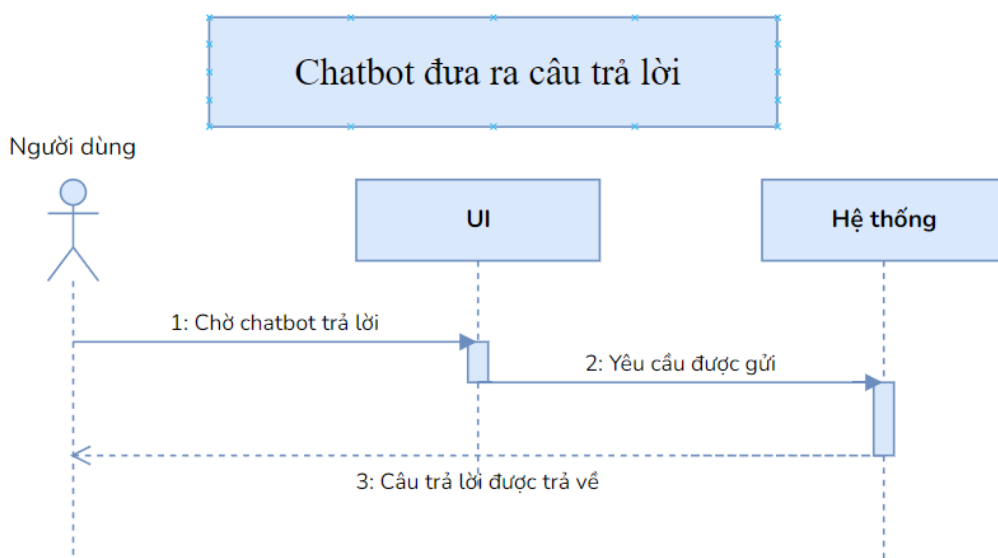 Chatbot đưa ra câu trả lời
Người dùng
UI
Hệ thống
1: Chờ chatbot trả lời
2: Yêu cầu được gửi
3: Câu trả lời được trả về